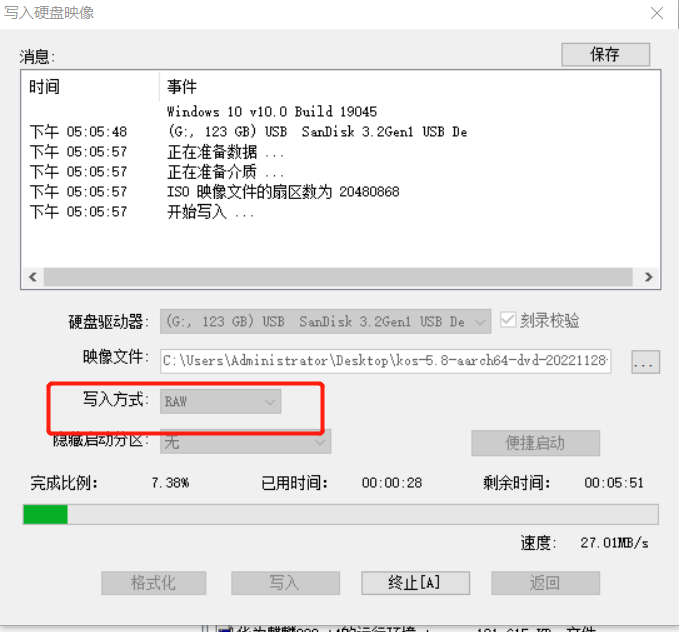 写入硬盘映像
消息:
保存
时间 事件
Windows 10 v10.0 Build 19045
下午 05:05:48 (G:, 123 GB) USB SanDisk 3.2Gen1 USB De
下午 05:05:57 正在准备数据 ...
下午 05:05:57 正在准备介质 ...
下午 05:05:57 ISO 映像文件的扇区数为 20480868
下午 05:05:57 开始写入 ...
硬盘驱动器: (G:, 123 GB) USB SanDisk 3.2Gen1 USB De 刻录校验
映像文件: C:\Users\Administrator\Desktop\kos-5.8-aarch64-dvd-20221128- ...
写入方式: RAW
隐藏启动分区: 无 便捷启动
完成比例: 7.38% 已用时间: 00:00:28 剩余时间: 00:05:51
速度: 27.01MB/s
格式化 写入 终止[A] 返回